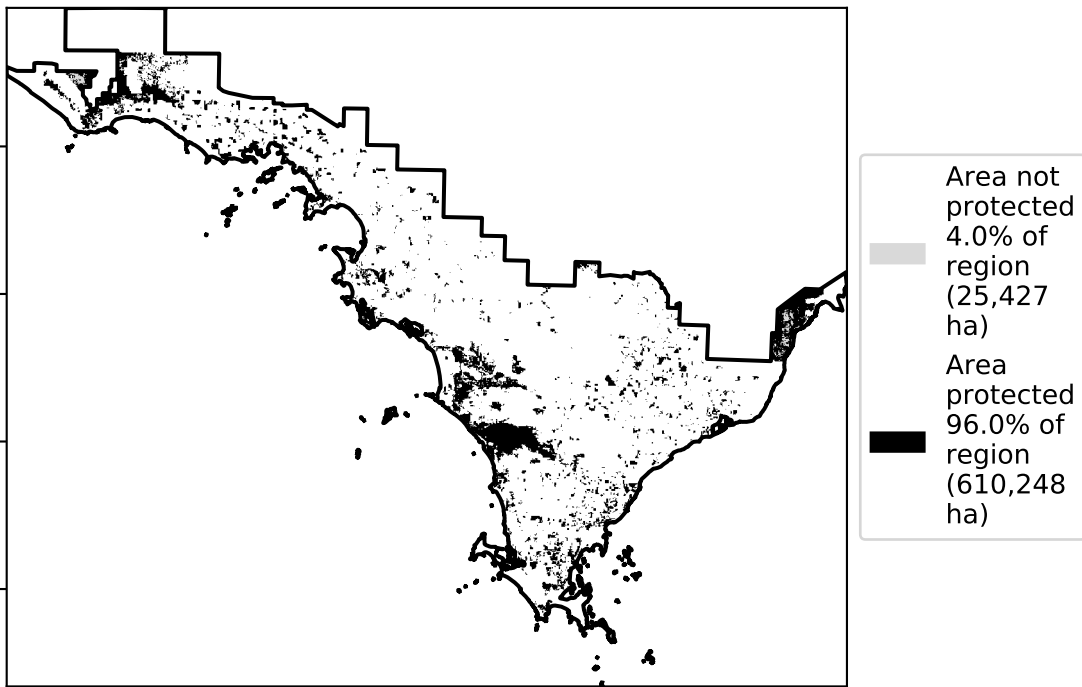 Area not
protected
4.0% of
region
(25,427
ha)
Area
protected
96.0% of
region
(610,248
ha)